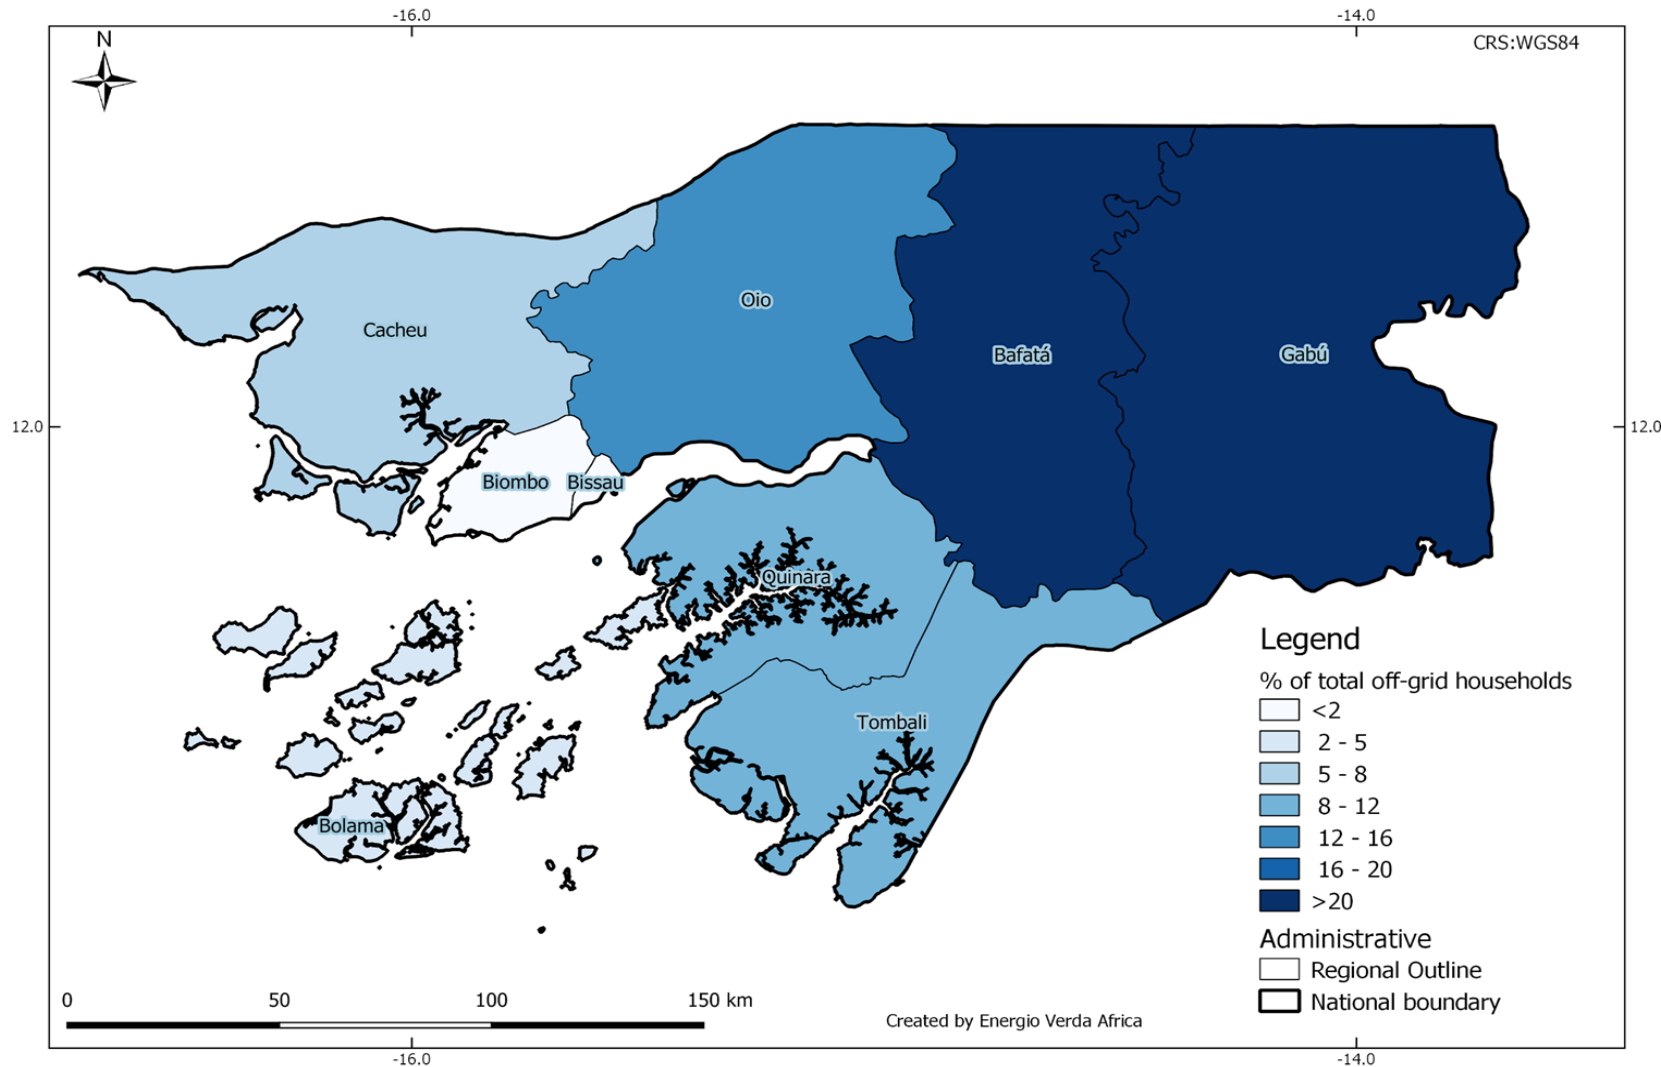 -16.0
-14.0
CRS:WGS84
N
Oio
Cacheu
Bafatá
Gabú
12.0
12.0
Biombo
Bissau
Quinara
Tombali
Bolama
Legend
% of total off-grid households
<2
2 - 5
5 - 8
8 - 12
12 - 16
16 - 20
>20
Administrative
Regional Outline
National boundary
0
50
100
150 km
Created by Energio Verda Africa
-16.0
-14.0